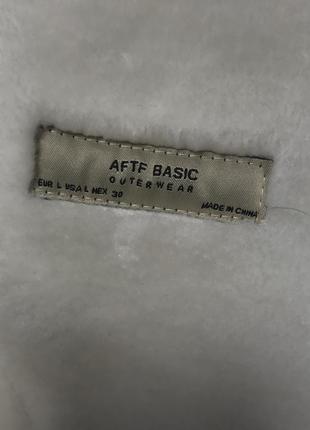 AFTF BASIC
OUTERWEAR
EUR L USA L MEX 30
MADE IN CHINA